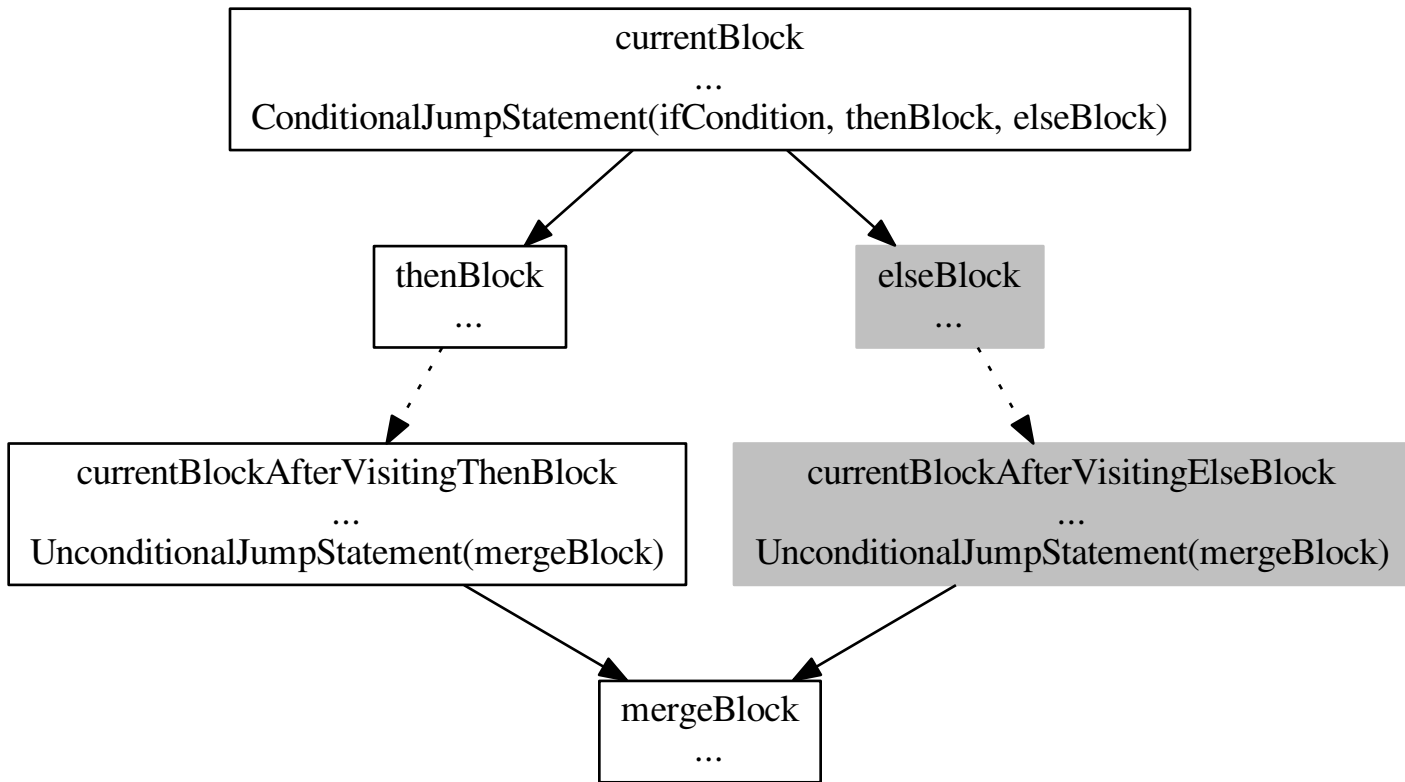 currentBlock
...
ConditionalJumpStatement(ifCondition, thenBlock, elseBlock)
thenBlock
...
elseBlock
...
currentBlockAfterVisitingThenBlock
...
UnconditionalJumpStatement(mergeBlock)
currentBlockAfterVisitingElseBlock
...
UnconditionalJumpStatement(mergeBlock)
mergeBlock
...